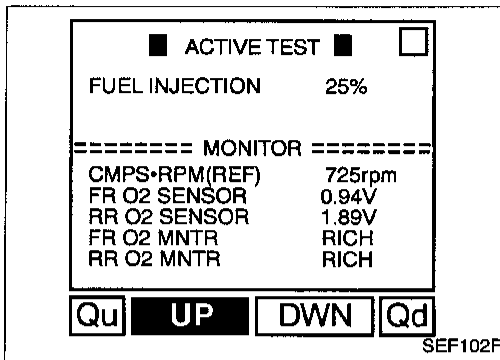 ■ ACTIVE TEST ■
FUEL INJECTION 25%
======== MONITOR ========
CMPS•RPM(REF) 725rpm
FR O2 SENSOR 0.94V
RR O2 SENSOR 1.89V
FR O2 MNTR RICH
RR O2 MNTR RICH
Qu UP DWN Qd
SEF102F